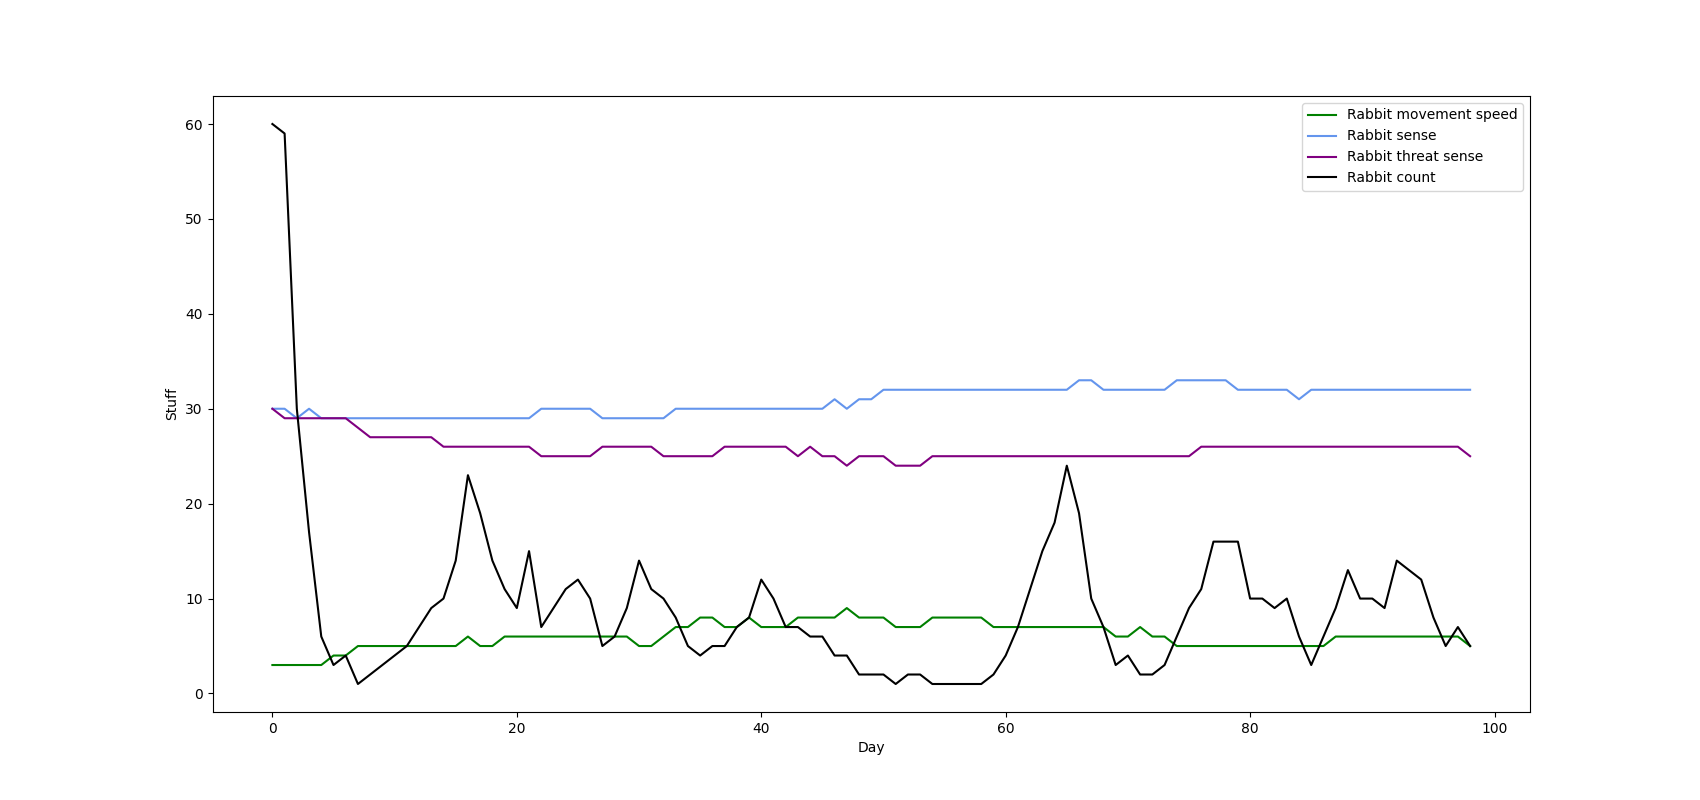 Rabbit movement speed
Rabbit sense
Rabbit threat sense
Rabbit count
60
50
40
30
20
10
0
Stuff
0 20 40 60 80 100
Day